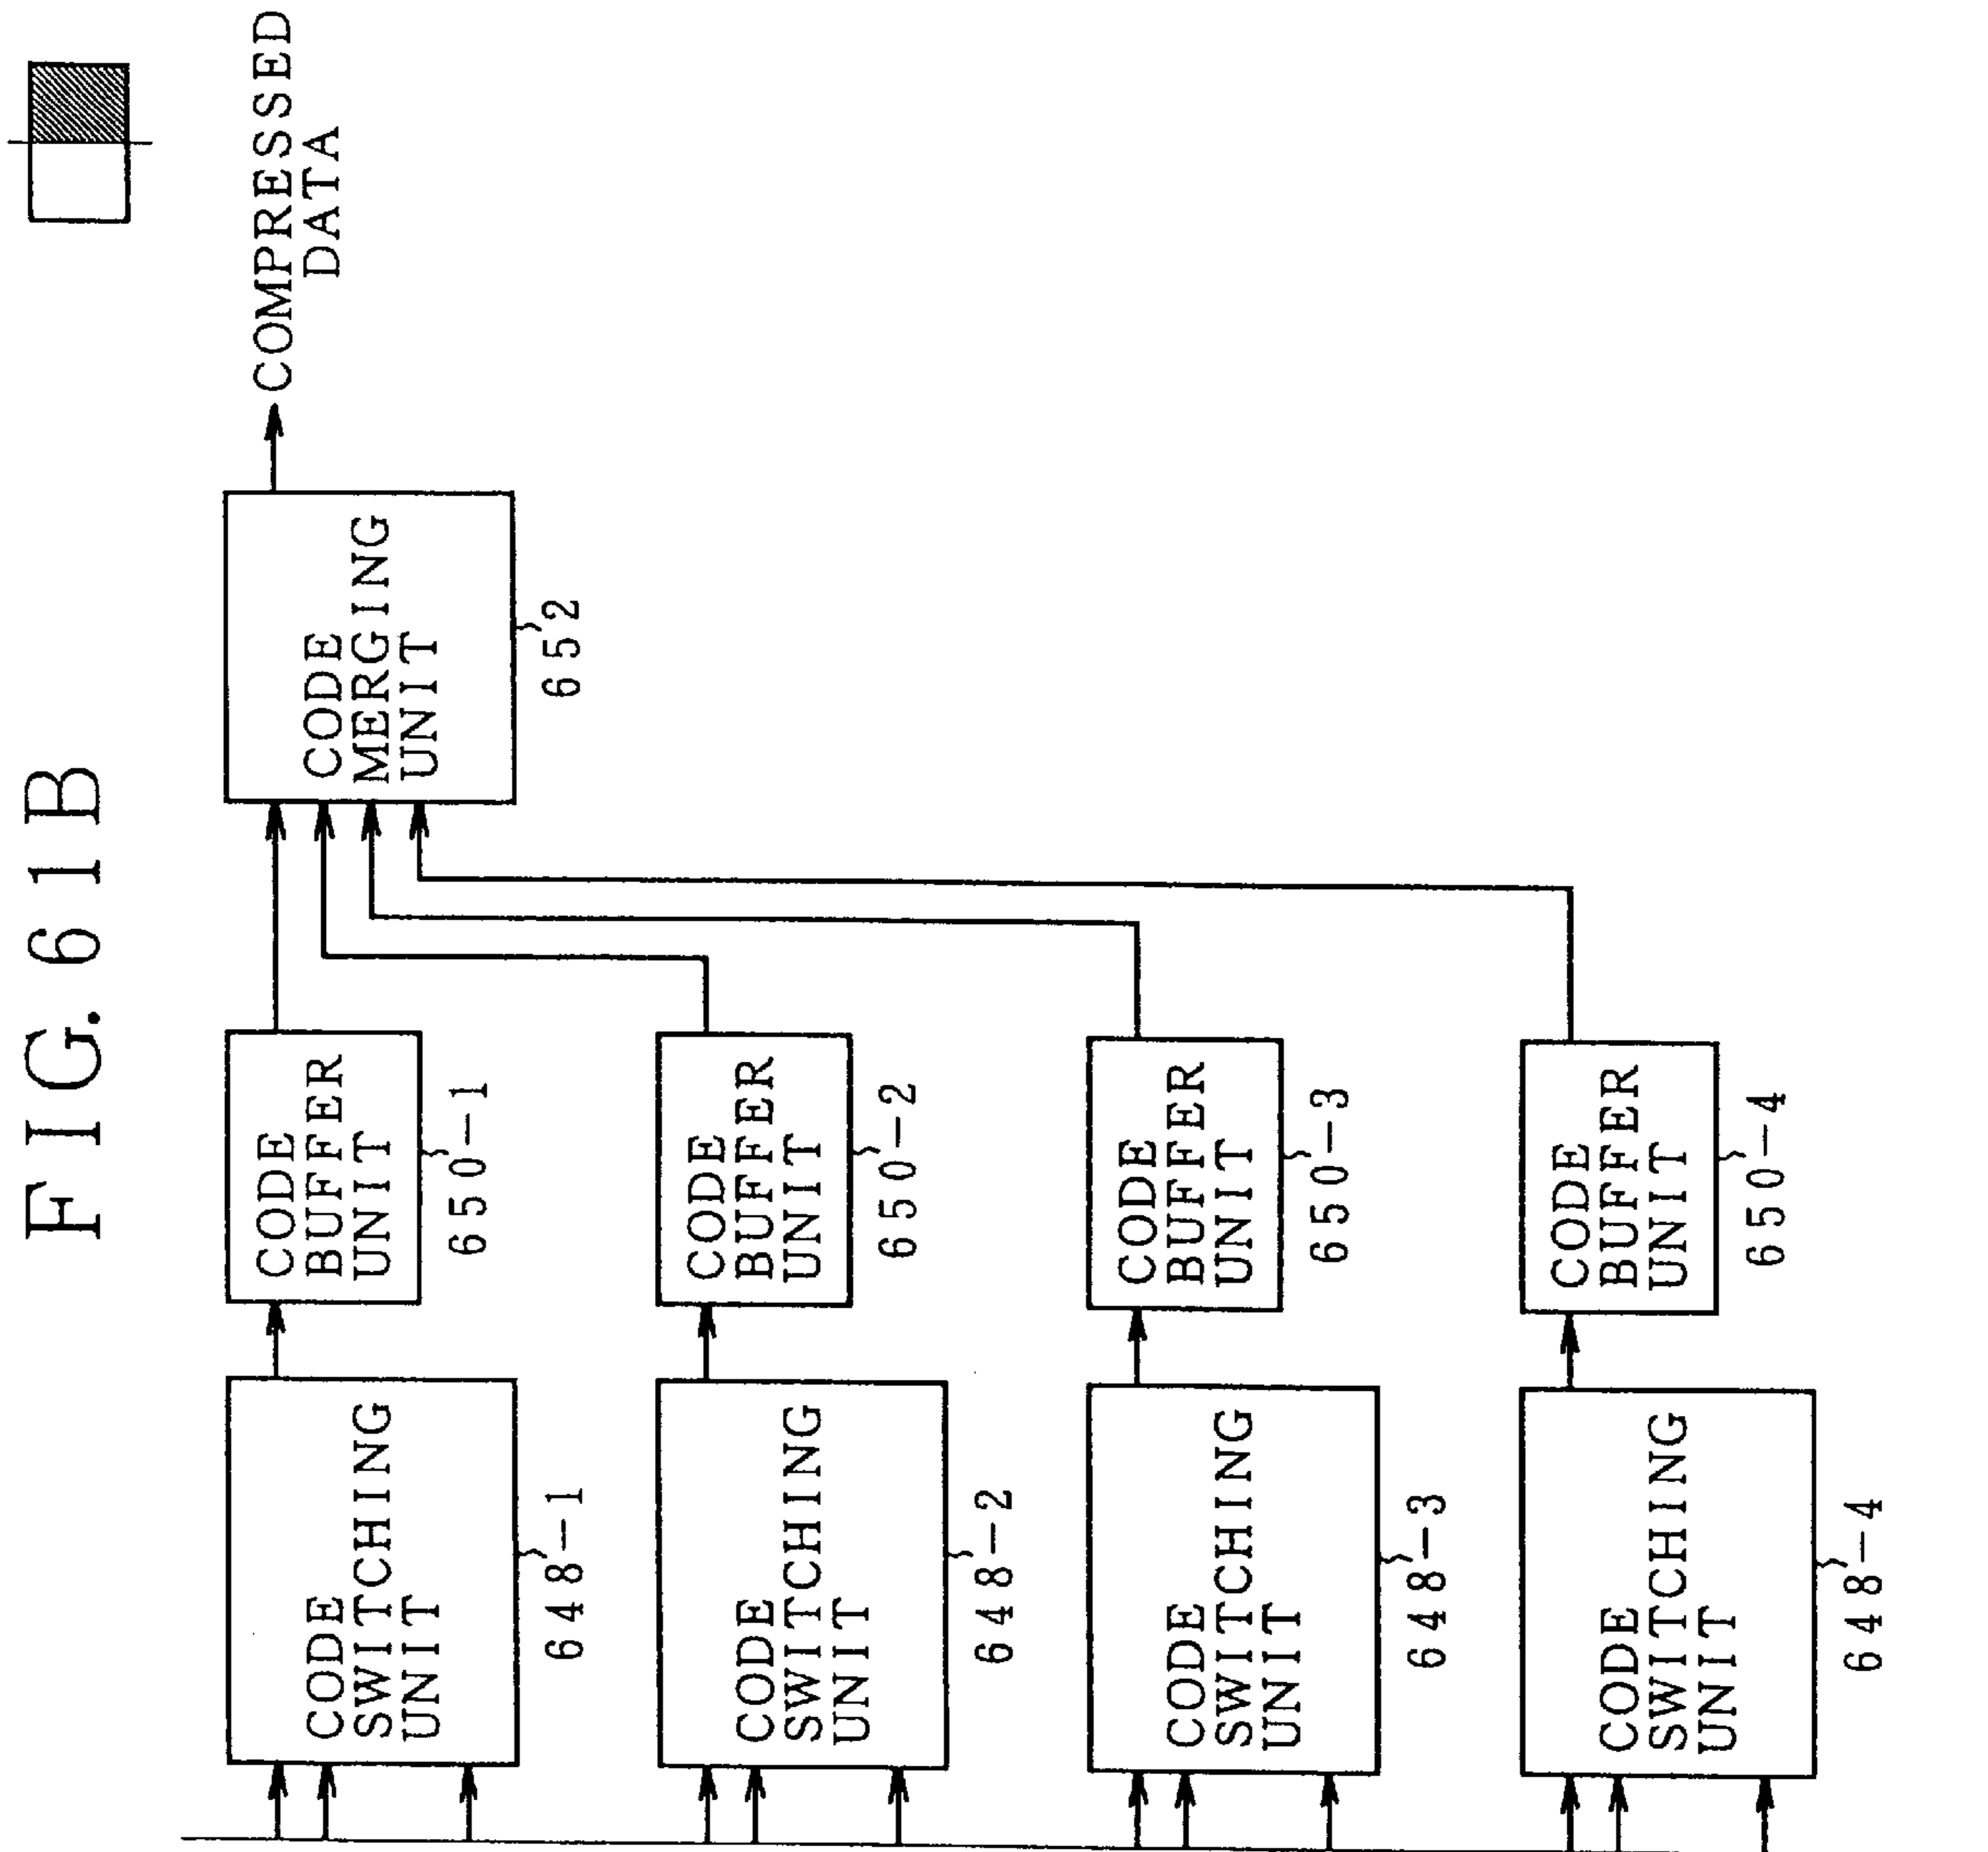 FIG. 61B
CODE
SWITCHING
UNIT
648-1
CODE
BUFFER
UNIT
650-1
CODE
MERGING
UNIT
652
COMPRESSED
DATA
CODE
SWITCHING
UNIT
648-2
CODE
BUFFER
UNIT
650-2
CODE
SWITCHING
UNIT
648-3
CODE
BUFFER
UNIT
650-3
CODE
SWITCHING
UNIT
648-4
CODE
BUFFER
UNIT
650-4